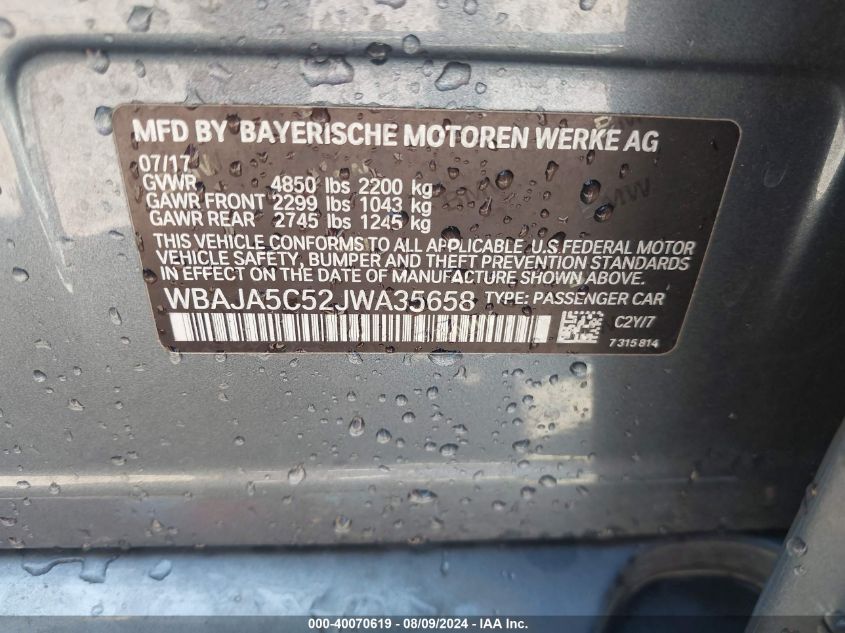 MFD BY BAYERISCHE MOTOREN WERKE AG
07/17
GVWR 4850 lbs 2200 kg
GAWR FRONT 2299 lbs 1043 kg
GAWR REAR 2745 lbs 1245 kg
THIS VEHICLE CONFORMS TO ALL APPLICABLE U.S. FEDERAL MOTOR
VEHICLE SAFETY, BUMPER AND THEFT PREVENTION STANDARDS
IN EFFECT ON THE DATE OF MANUFACTURE SHOWN ABOVE.
WBAJA5C52JWA35658 TYPE: PASSENGER CAR
C2Y/7
7315814
000-40070619 - 08/09/2024 - IAA Inc.